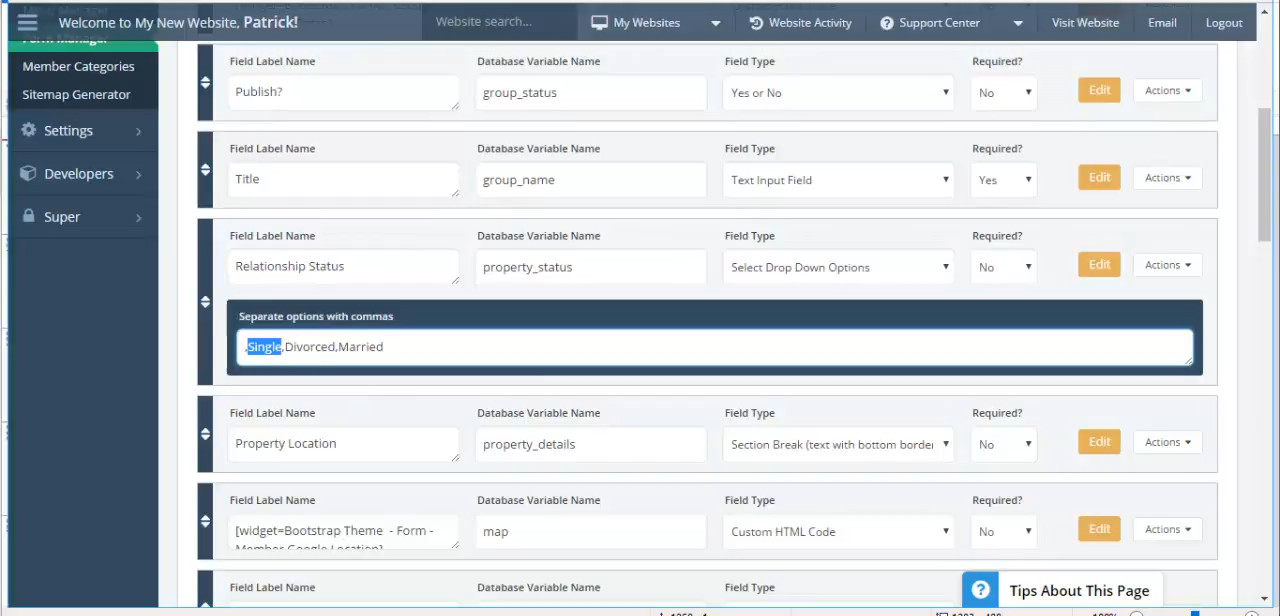 Welcome to My New Website, Patrick!
Website search...
My Websites
Website Activity
Support Center
Visit Website
Email
Logout
Form Manager
Member Categories
Sitemap Generator
Settings
Developers
Super
Field Label Name Database Variable Name Field Type Required?
Publish? group_status Yes or No No Edit Actions
Field Label Name Database Variable Name Field Type Required?
Title group_name Text Input Field Yes Edit Actions
Field Label Name Database Variable Name Field Type Required?
Relationship Status property_status Select Drop Down Options No Edit Actions
Separate options with commas
,Single,Divorced,Married
Field Label Name Database Variable Name Field Type Required?
Property Location property_details Section Break (text with bottom border No Edit Actions
Field Label Name Database Variable Name Field Type Required?
[widget=Bootstrap Theme - Form - map Custom HTML Code No Edit Actions
Member Google Location]
Field Label Name Database Variable Name Field Type
Tips About This Page